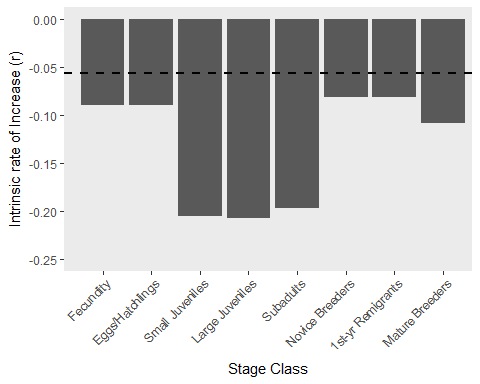 Intrinsic rate of Increase (r)
0.00
-0.05
-0.10
-0.15
-0.20
-0.25
Fecundity
Eggs/Hatchlings
Small Juveniles
Large Juveniles
Subadults
Novice Breeders
1st-yr Remigrants
Mature Breeders
Stage Class